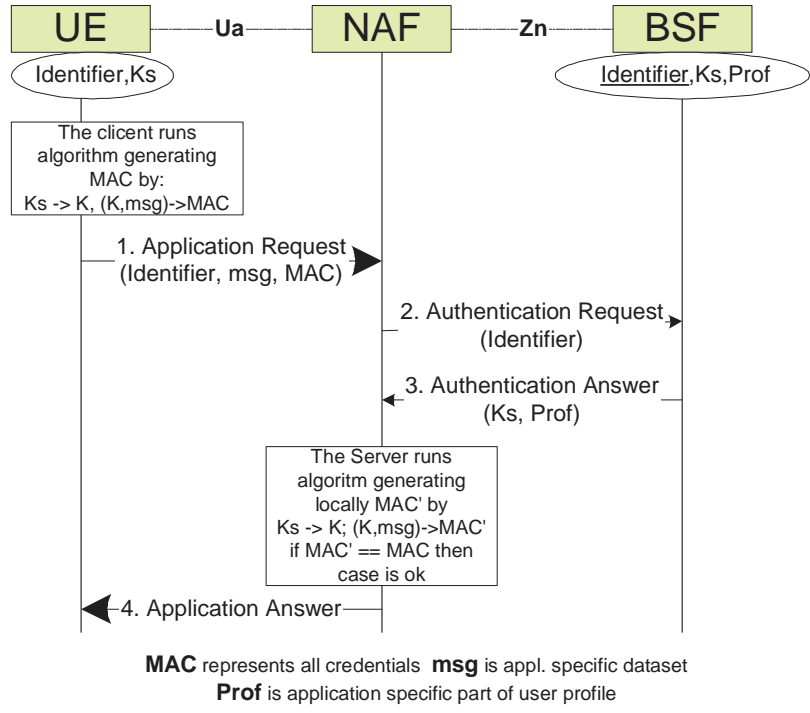 UE
Ua
NAF
Zn
BSF
Identifier,Ks
Identifier,Ks,Prof
The clicent runs
algorithm generating
MAC by:
Ks -> K, (K,msg)->MAC
1. Application Request
(Identifier, msg, MAC)
2. Authentication Request
(Identifier)
3. Authentication Answer
(Ks, Prof)
The Server runs
algoritm generating
locally MAC' by
Ks -> K; (K,msg)->MAC'
if MAC' == MAC then
case is ok
4. Application Answer
MAC represents all credentials msg is appl. specific dataset
Prof is application specific part of user profile